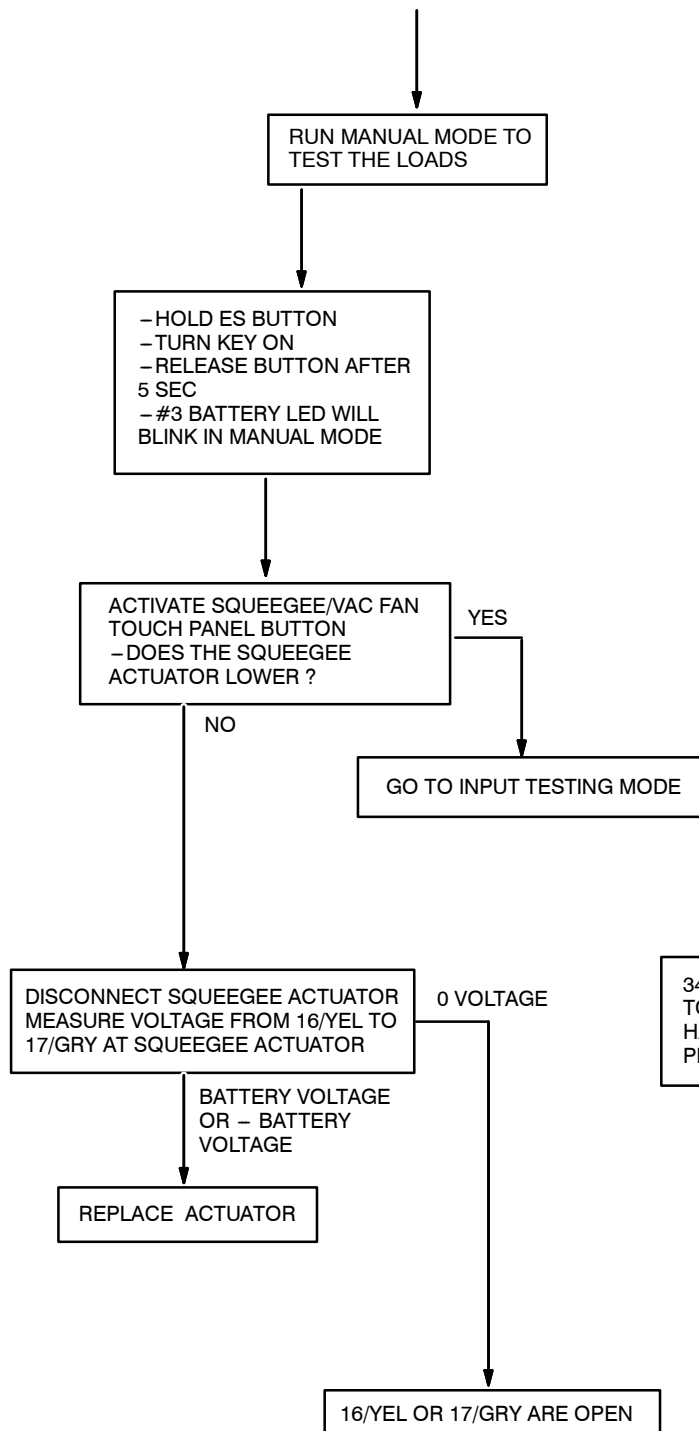 RUN MANUAL MODE TO
TEST THE LOADS
–HOLD ES BUTTON
–TURN KEY ON
–RELEASE BUTTON AFTER
5 SEC
–#3 BATTERY LED WILL
BLINK IN MANUAL MODE
ACTIVATE SQUEEGEE/VAC FAN
TOUCH PANEL BUTTON
–DOES THE SQUEEGEE
ACTUATOR LOWER ?
YES
NO
GO TO INPUT TESTING MODE
DISCONNECT SQUEEGEE ACTUATOR
MEASURE VOLTAGE FROM 16/YEL TO
17/GRY AT SQUEEGEE ACTUATOR
0 VOLTAGE
34
TO
HA
BATTERY VOLTAGE
OR – BATTERY
VOLTAGE
REPLACE ACTUATOR
16/YEL OR 17/GRY ARE OPEN